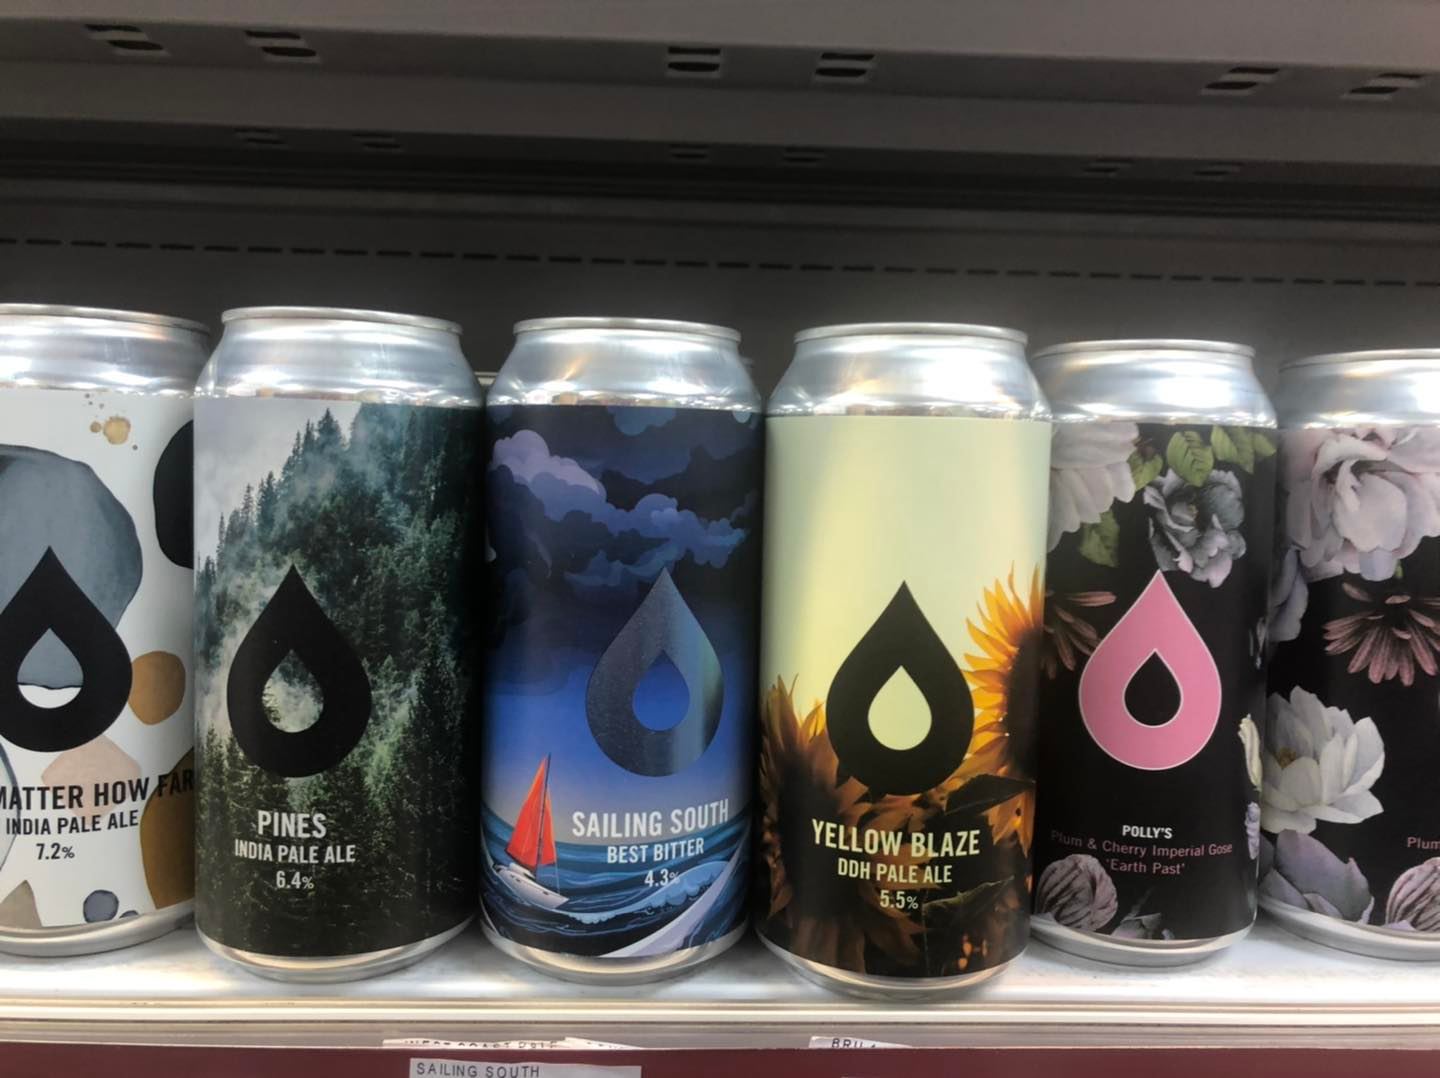 MATTER HOW FAR
INDIA PALE ALE
7.2%
PINES
INDIA PALE ALE
6.4%
SAILING SOUTH
BEST BITTER
4.3%
YELLOW BLAZE
DDH PALE ALE
5.5%
POLLY'S
Plum & Cherry Imperial Gose
'Earth Past'
Plum
SAILING SOUTH